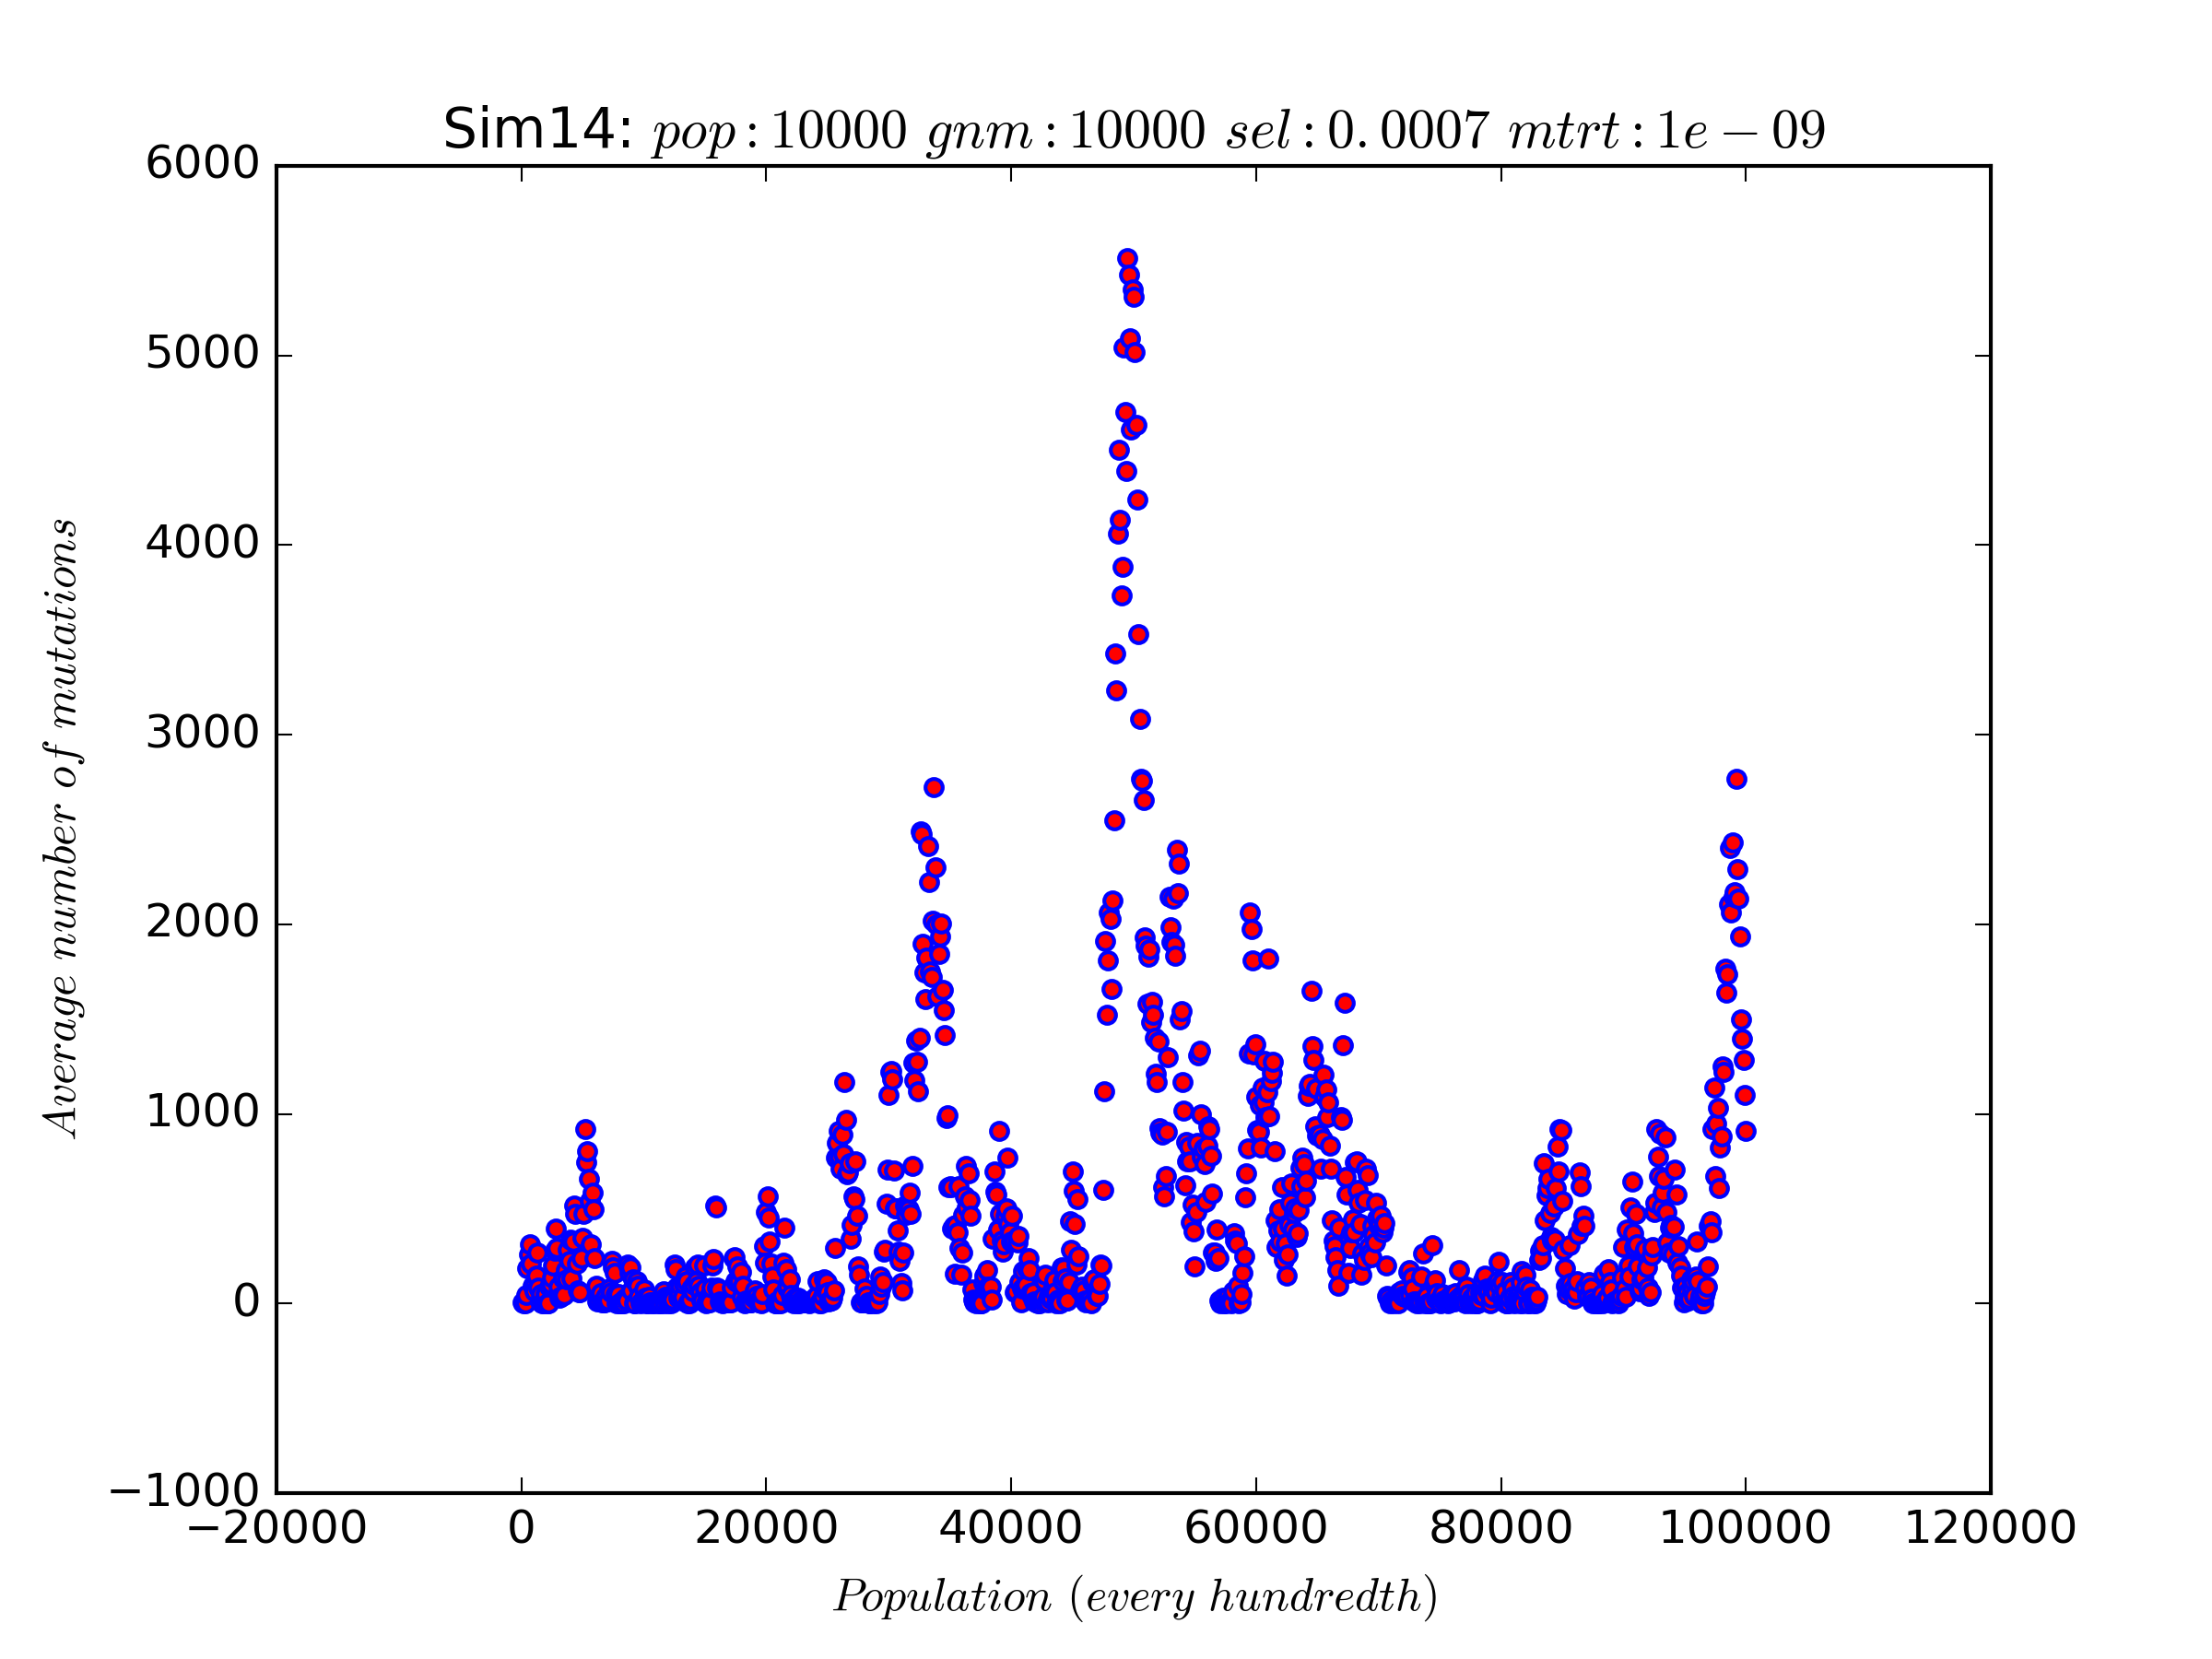 Sim14: pop : 10000 gnm : 10000 sel : 0.0007 mtrt : 1e − 09
6000
5000
4000
3000
2000
1000
0
−1000
Average number of mutations
−20000 0 20000 40000 60000 80000 100000 120000
Population (every hundredth)